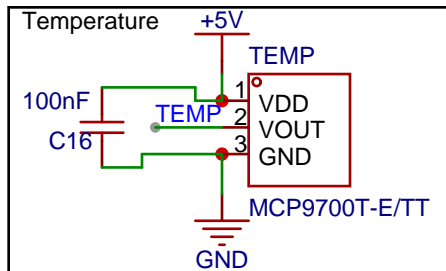 Temperature
+5V
TEMP
100nF
C16
TEMP
1
VDD
2
VOUT
3
GND
MCP9700T-E/TT
GND